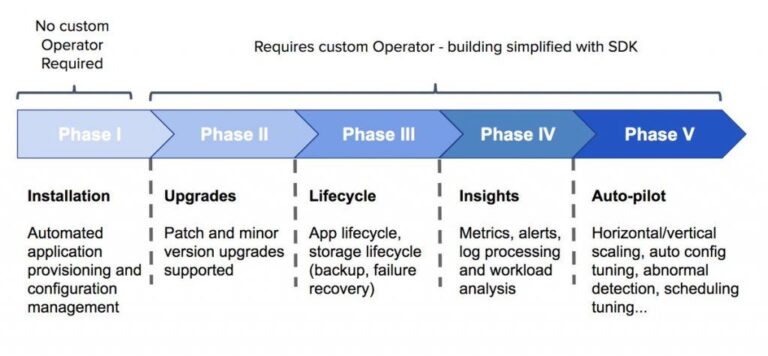 No custom
Operator
Required
Requires custom Operator - building simplified with SDK
Phase I
Phase II
Phase III
Phase IV
Phase V
Installation
Automated
application
provisioning and
configuration
management
Upgrades
Patch and minor
version upgrades
supported
Lifecycle
App lifecycle,
storage lifecycle
(backup, failure
recovery)
Insights
Metrics, alerts,
log processing
and workload
analysis
Auto-pilot
Horizontal/vertical
scaling, auto config
tuning, abnormal
detection, scheduling
tuning...